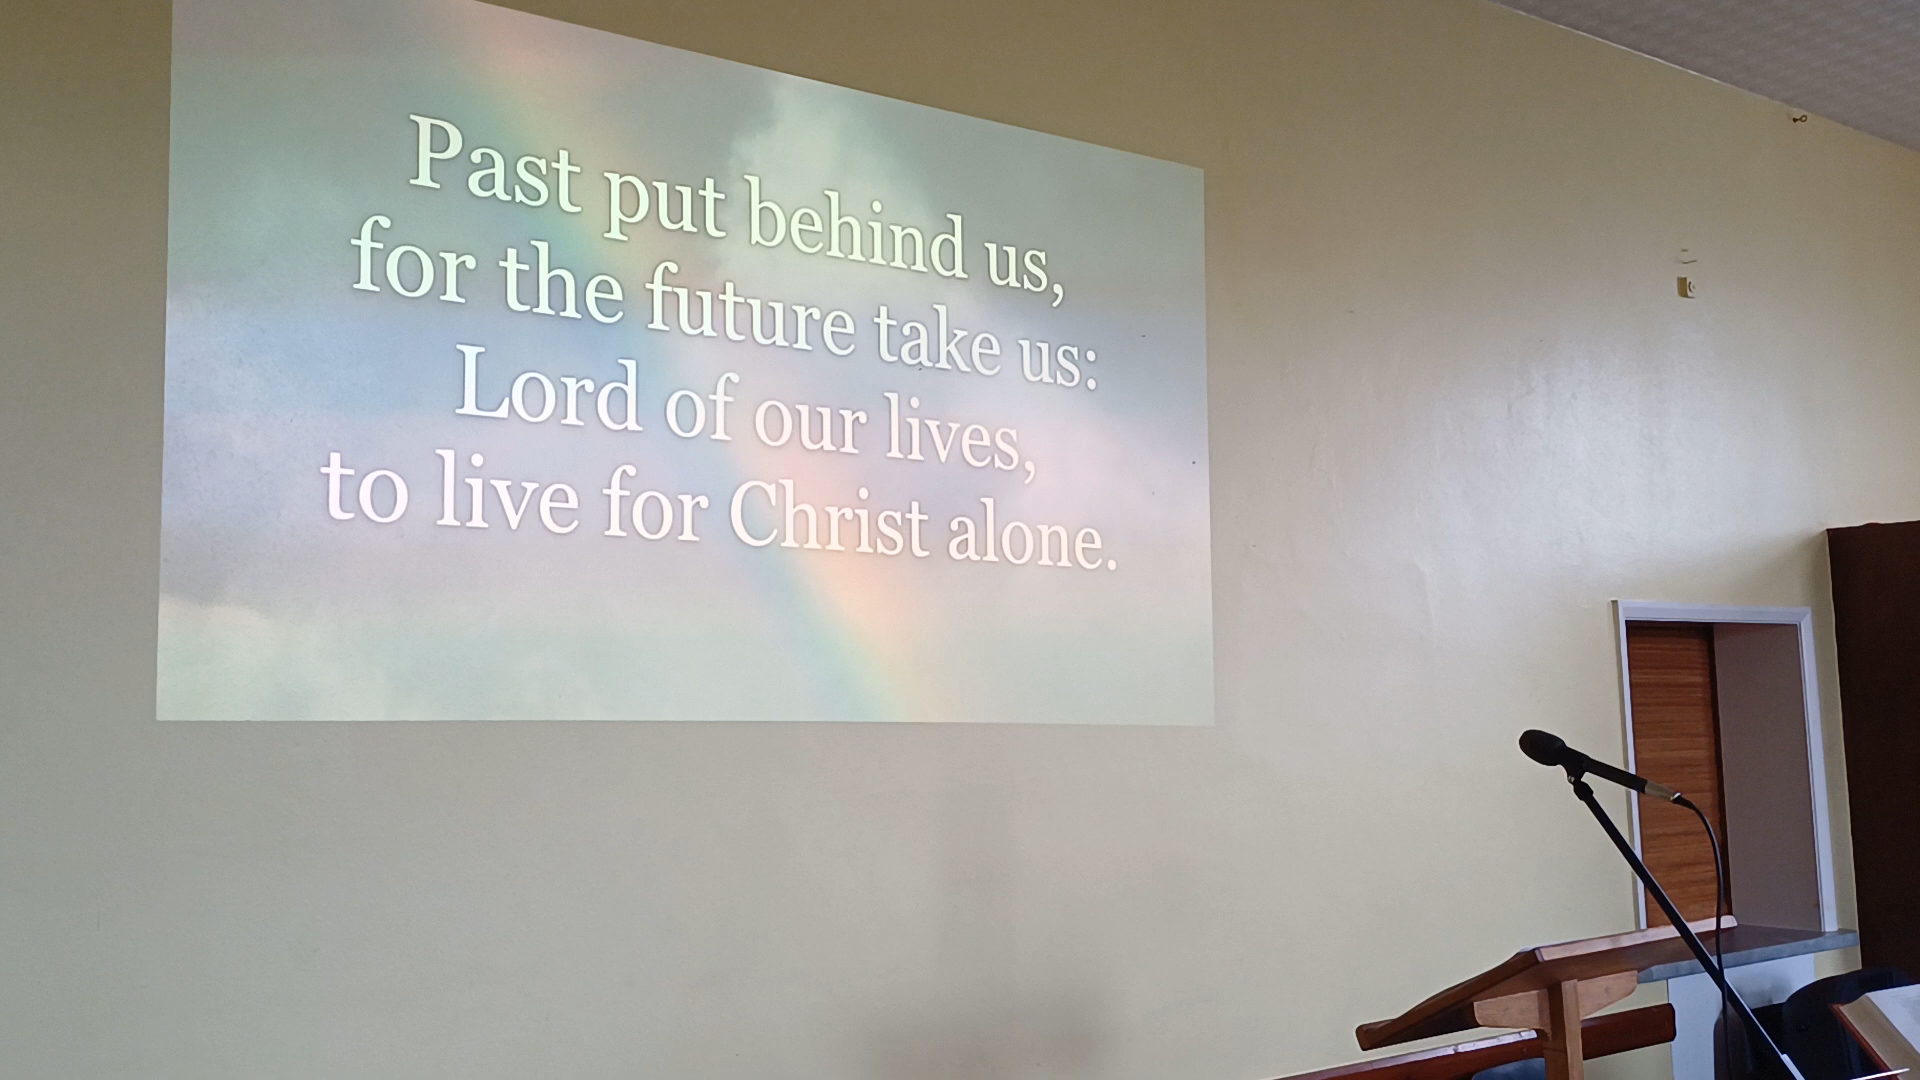 Past put behind us,
for the future take us:
Lord of our lives,
to live for Christ alone.